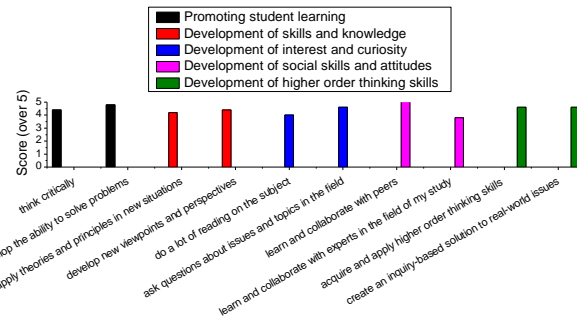 Promoting student learning
Development of skills and knowledge
Development of interest and curiosity
Development of social skills and attitudes
Development of higher order thinking skills
Score (over 5)
5
4
3
2
1
0
think critically
the ability to solve problems
theories and principles in new situations
develop new viewpoints and perspectives
do a lot of reading on the subject
ask questions about issues and topics in the field
learn and collaborate with peers
learn and collaborate with experts in the field of my study
acquire and apply higher order thinking skills
create an inquiry-based solution to real-world issues